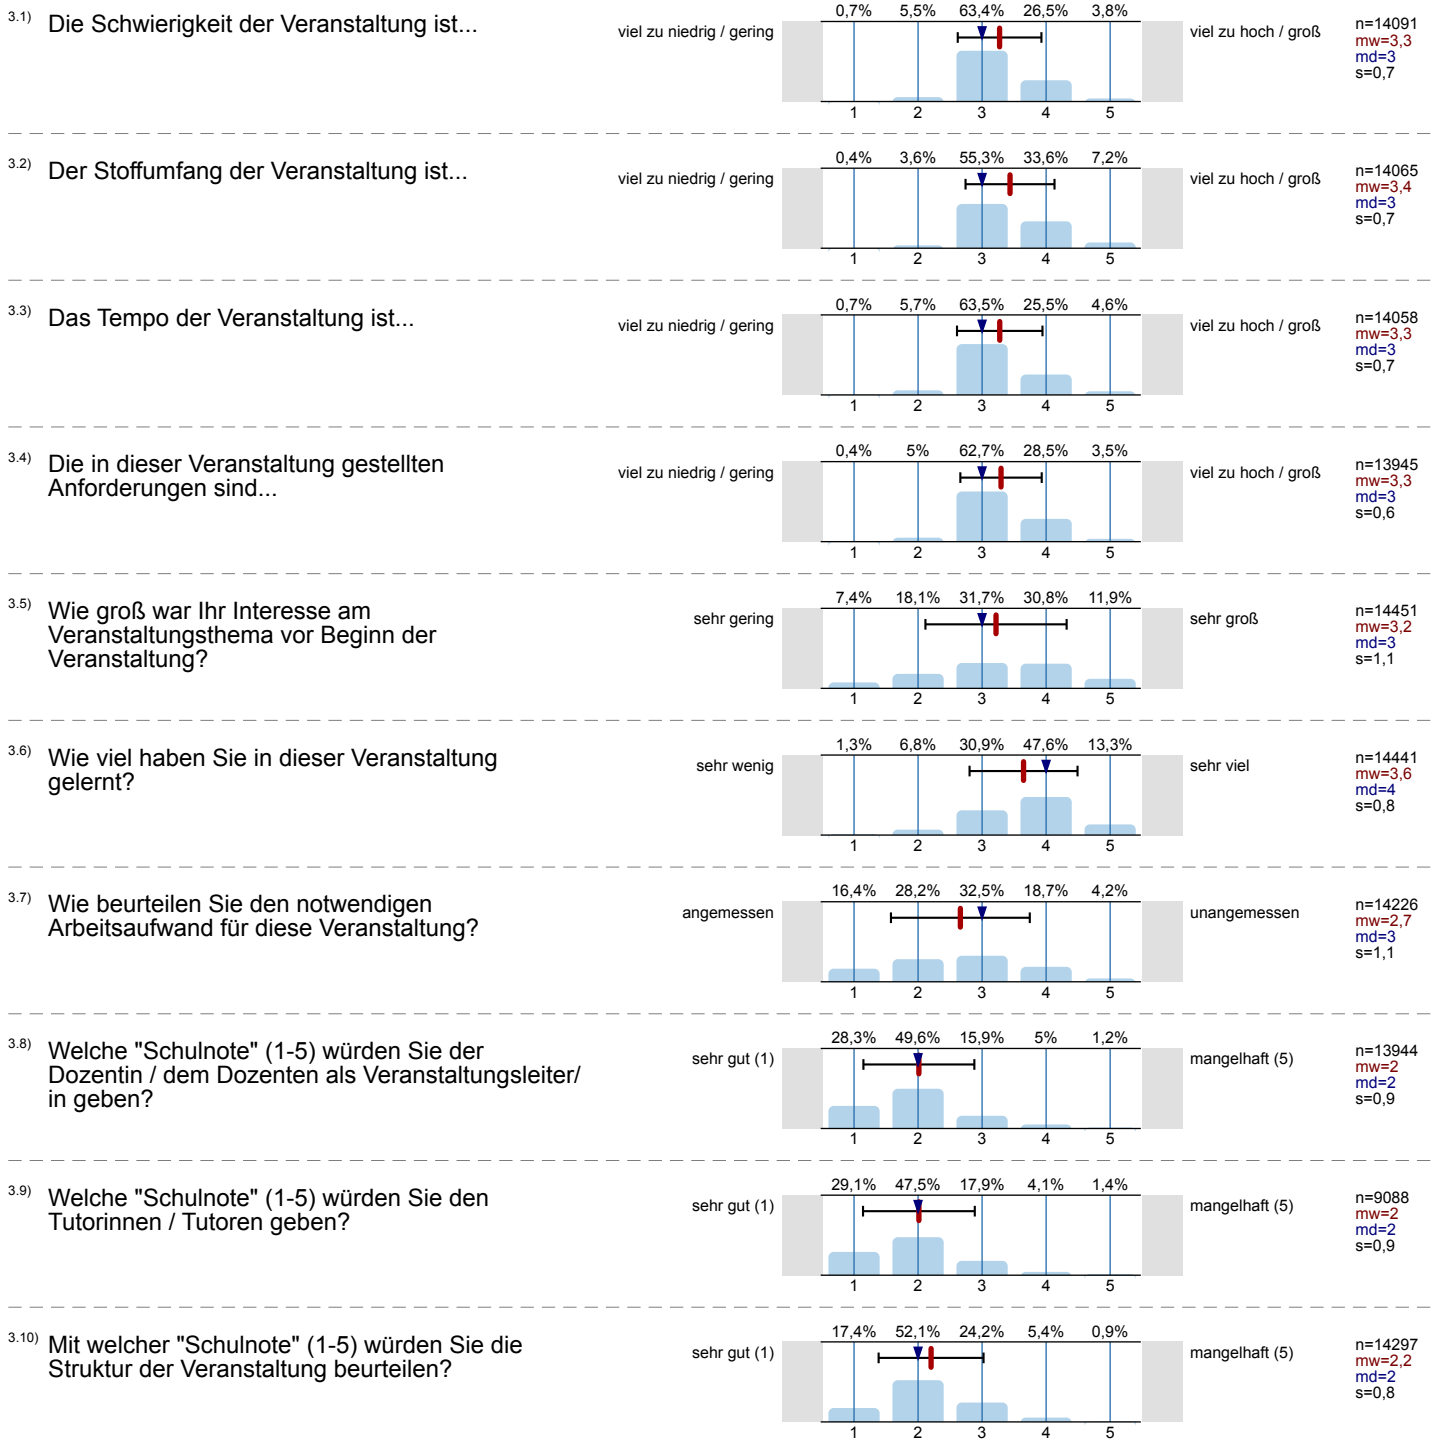 3.1) Die Schwierigkeit der Veranstaltung ist...
viel zu niedrig / gering
0,7% 5,5% 63,4% 26,5% 3,8%
1 2 3 4 5
viel zu hoch / groß
n=14091
mw=3,3
md=3
s=0,7
3.2) Der Stoffumfang der Veranstaltung ist...
viel zu niedrig / gering
0,4% 3,6% 55,3% 33,6% 7,2%
1 2 3 4 5
viel zu hoch / groß
n=14065
mw=3,4
md=3
s=0,7
3.3) Das Tempo der Veranstaltung ist...
viel zu niedrig / gering
0,7% 5,7% 63,5% 25,5% 4,6%
1 2 3 4 5
viel zu hoch / groß
n=14058
mw=3,3
md=3
s=0,7
3.4) Die in dieser Veranstaltung gestellten
Anforderungen sind...
viel zu niedrig / gering
0,4% 5% 62,7% 28,5% 3,5%
1 2 3 4 5
viel zu hoch / groß
n=13945
mw=3,3
md=3
s=0,6
3.5) Wie groß war Ihr Interesse am
Veranstaltungsthema vor Beginn der
Veranstaltung?
sehr gering
7,4% 18,1% 31,7% 30,8% 11,9%
1 2 3 4 5
sehr groß
n=14451
mw=3,2
md=3
s=1,1
3.6) Wie viel haben Sie in dieser Veranstaltung
gelernt?
sehr wenig
1,3% 6,8% 30,9% 47,6% 13,3%
1 2 3 4 5
sehr viel
n=14441
mw=3,6
md=4
s=0,8
3.7) Wie beurteilen Sie den notwendigen
Arbeitsaufwand für diese Veranstaltung?
angemessen
16,4% 28,2% 32,5% 18,7% 4,2%
1 2 3 4 5
unangemessen
n=14226
mw=2,7
md=3
s=1,1
3.8) Welche "Schulnote" (1-5) würden Sie der
Dozentin / dem Dozenten als Veranstaltungsleiter/
in geben?
sehr gut (1)
28,3% 49,6% 15,9% 5% 1,2%
1 2 3 4 5
mangelhaft (5)
n=13944
mw=2
md=2
s=0,9
3.9) Welche "Schulnote" (1-5) würden Sie den
Tutorinnen / Tutoren geben?
sehr gut (1)
29,1% 47,5% 17,9% 4,1% 1,4%
1 2 3 4 5
mangelhaft (5)
n=9088
mw=2
md=2
s=0,9
3.10) Mit welcher "Schulnote" (1-5) würden Sie die
Struktur der Veranstaltung beurteilen?
sehr gut (1)
17,4% 52,1% 24,2% 5,4% 0,9%
1 2 3 4 5
mangelhaft (5)
n=14297
mw=2,2
md=2
s=0,8